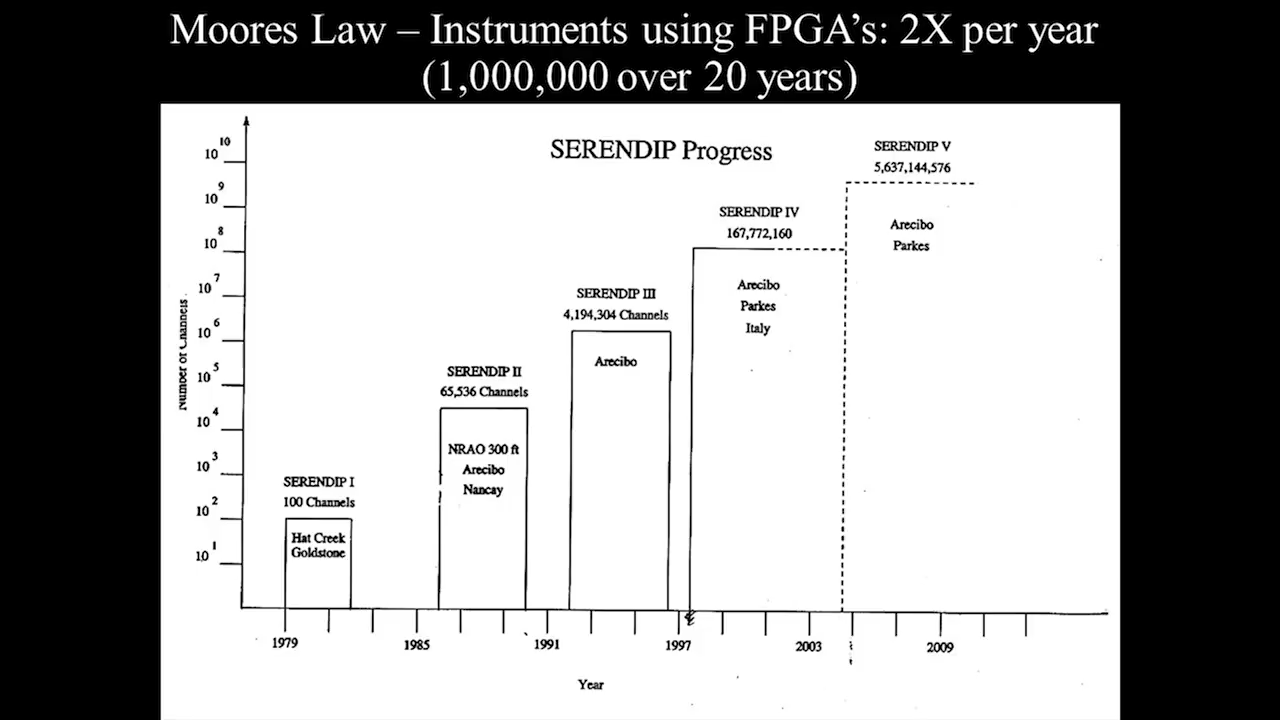 Moores Law – Instruments using FPGA's: 2X per year
(1,000,000 over 20 years)
SERENDIP Progress
Number of Channels
10^10
10^9
10^8
10^7
10^6
10^5
10^4
10^3
10^2
10^1
SERENDIP I
100 Channels
Hat Creek
Goldstone
SERENDIP II
65,536 Channels
NRAO 300 ft
Arecibo
Nancay
SERENDIP III
4,194,304 Channels
Arecibo
SERENDIP IV
167,772,160
Arecibo
Parkes
Italy
SERENDIP V
5,637,144,576
Arecibo
Parkes
1979
1985
1991
1997
2003
2009
Year